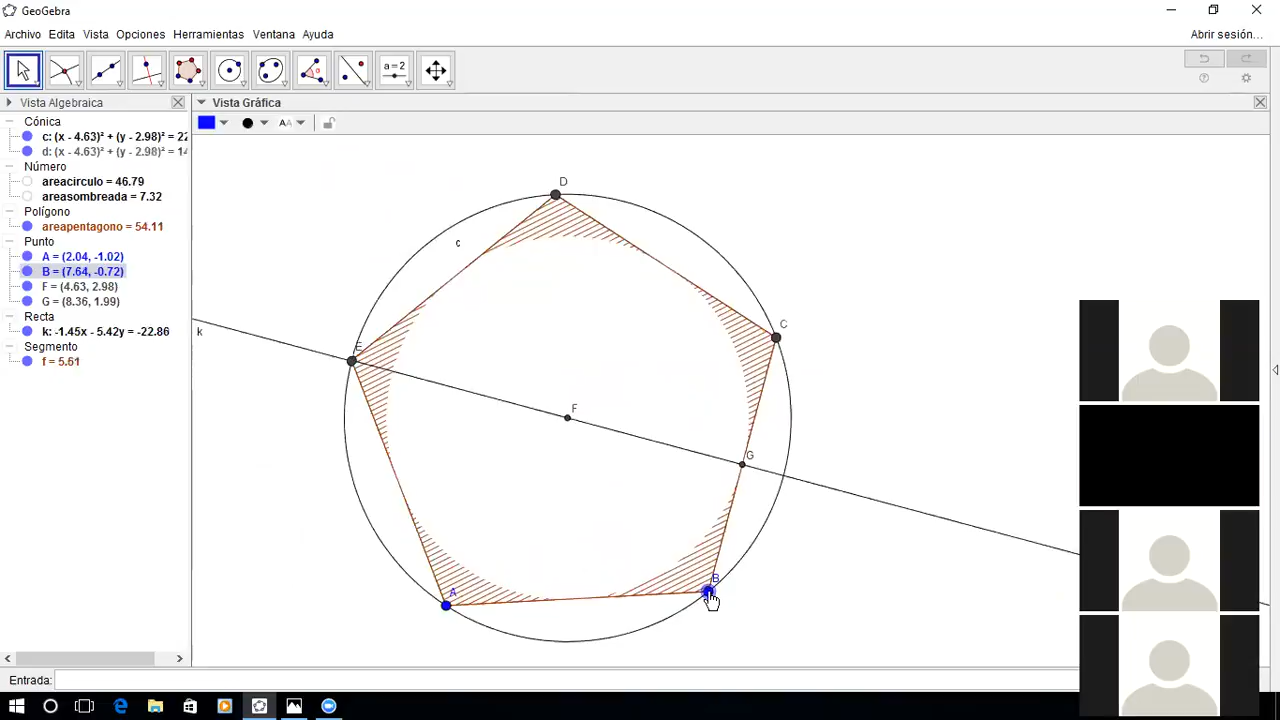 GeoGebra
Archivo Edita Vista Opciones Herramientas Ventana Ayuda
Abrir sesión...
a = 2
Vista Algebraica
Vista Gráfica
AA
Cónica
c: (x - 4.63)² + (y - 2.98)² = 22
d: (x - 4.63)² + (y - 2.98)² = 14
Número
areacirculo = 46.79
areasombreada = 7.32
Polígono
areapentagono = 54.11
Punto
A = (2.04, -1.02)
B = (7.64, -0.72)
F = (4.63, 2.98)
G = (8.36, 1.99)
Recta
k: -1.45x - 5.42y = -22.86
Segmento
f = 5.61
D
c
C
k
E
F
G
B
A
Entrada: